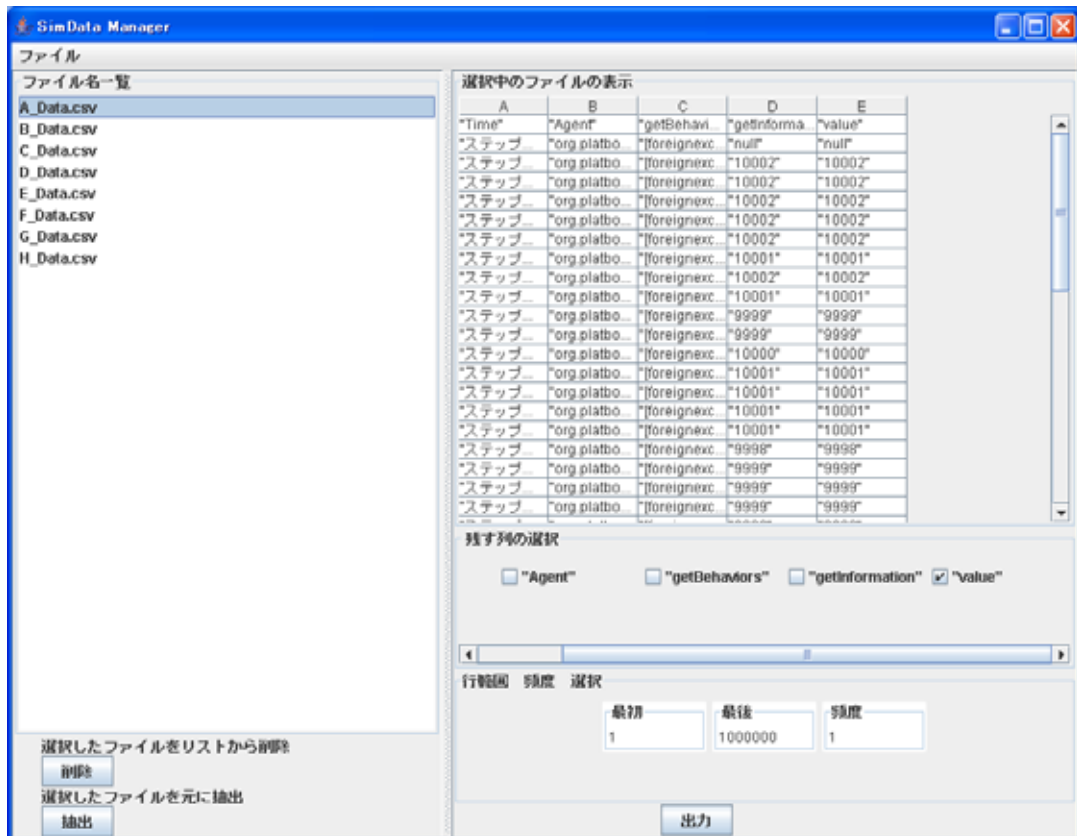 SimData Manager
ファイル
ファイル名一覧
A_Data.csv
B_Data.csv
C_Data.csv
D_Data.csv
E_Data.csv
F_Data.csv
G_Data.csv
H_Data.csv
選択したファイルをリストから削除
削除
選択したファイルを元に抽出
抽出
選択中のファイルの表示
A B C D E
"Time" "Agent" "getBehavi... "getInforma... "value"
"ステップ... "org.platbo... "[foreignexc... "null" "null"
"ステップ... "org.platbo... "[foreignexc... "10002" "10002"
"ステップ... "org.platbo... "[foreignexc... "10002" "10002"
"ステップ... "org.platbo... "[foreignexc... "10002" "10002"
"ステップ... "org.platbo... "[foreignexc... "10002" "10002"
"ステップ... "org.platbo... "[foreignexc... "10002" "10002"
"ステップ... "org.platbo... "[foreignexc... "10001" "10001"
"ステップ... "org.platbo... "[foreignexc... "10002" "10002"
"ステップ... "org.platbo... "[foreignexc... "10001" "10001"
"ステップ... "org.platbo... "[foreignexc... "9999" "9999"
"ステップ... "org.platbo... "[foreignexc... "9999" "9999"
"ステップ... "org.platbo... "[foreignexc... "10000" "10000"
"ステップ... "org.platbo... "[foreignexc... "10001" "10001"
"ステップ... "org.platbo... "[foreignexc... "10001" "10001"
"ステップ... "org.platbo... "[foreignexc... "10001" "10001"
"ステップ... "org.platbo... "[foreignexc... "10001" "10001"
"ステップ... "org.platbo... "[foreignexc... "9998" "9998"
"ステップ... "org.platbo... "[foreignexc... "9999" "9999"
"ステップ... "org.platbo... "[foreignexc... "9999" "9999"
"ステップ... "org.platbo... "[foreignexc... "9999" "9999"
残す列の選択
"Agent" "getBehaviors" "getInformation" "value"
行範囲 頻度 選択
最初 最後 頻度
1 1000000 1
出力